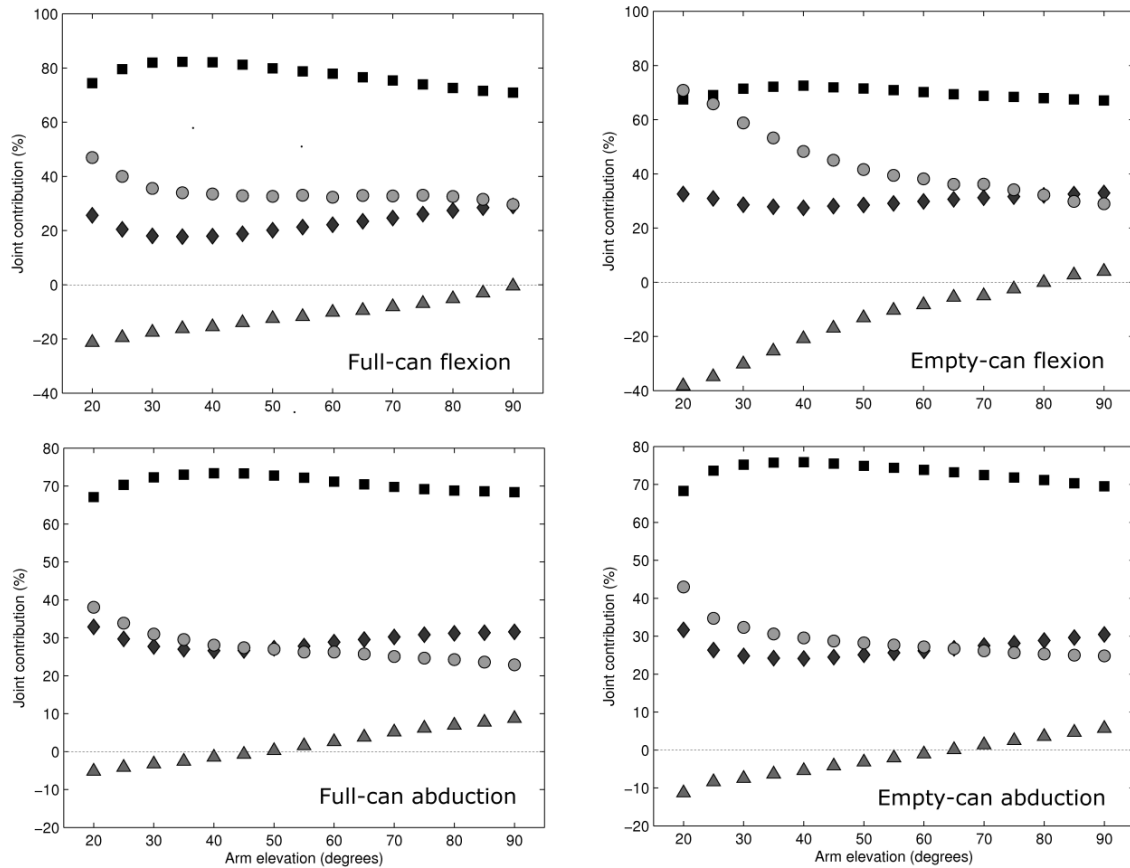 100
80
60
40
20
0
−20
−40
Joint contribution (%)
20 30 40 50 60 70 80 90
Full-can flexion
100
80
60
40
20
0
−20
−40
Joint contribution (%)
20 30 40 50 60 70 80 90
Empty-can flexion
80
70
60
50
40
30
20
10
0
−10
−20
Joint contribution (%)
20 30 40 50 60 70 80 90
Arm elevation (degrees)
Full-can abduction
80
70
60
50
40
30
20
10
0
−10
−20
Joint contribution (%)
20 30 40 50 60 70 80 90
Arm elevation (degrees)
Empty-can abduction